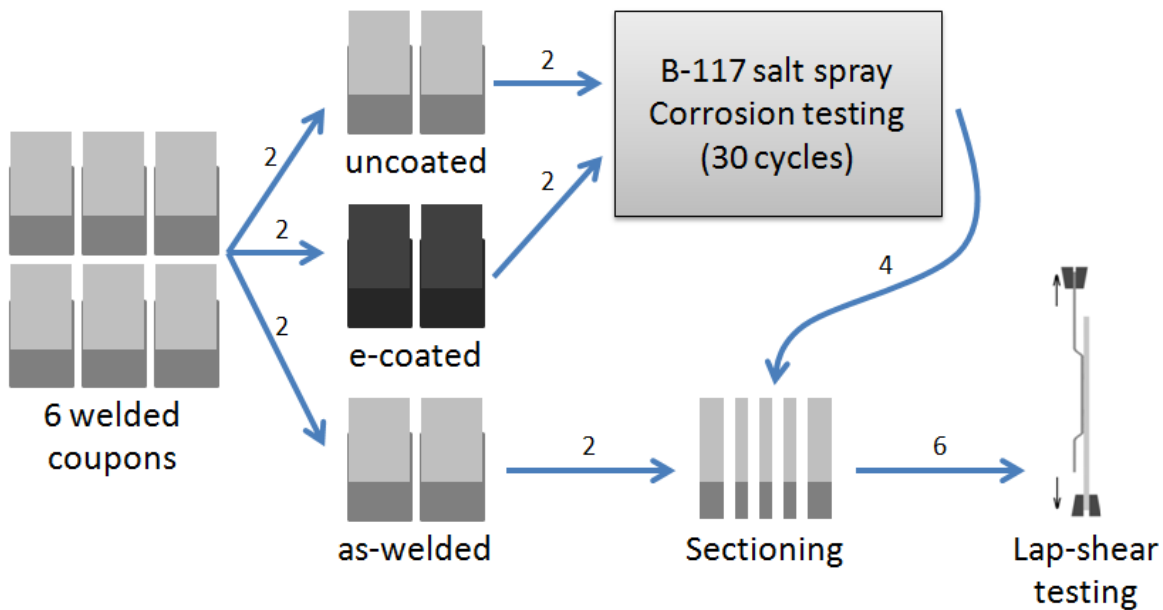 2
2
B-117 salt spray
Corrosion testing
(30 cycles)
uncoated
2
2
2
4
e-coated
2
6 welded
coupons
as-welded
2
Sectioning
6
Lap-shear
testing